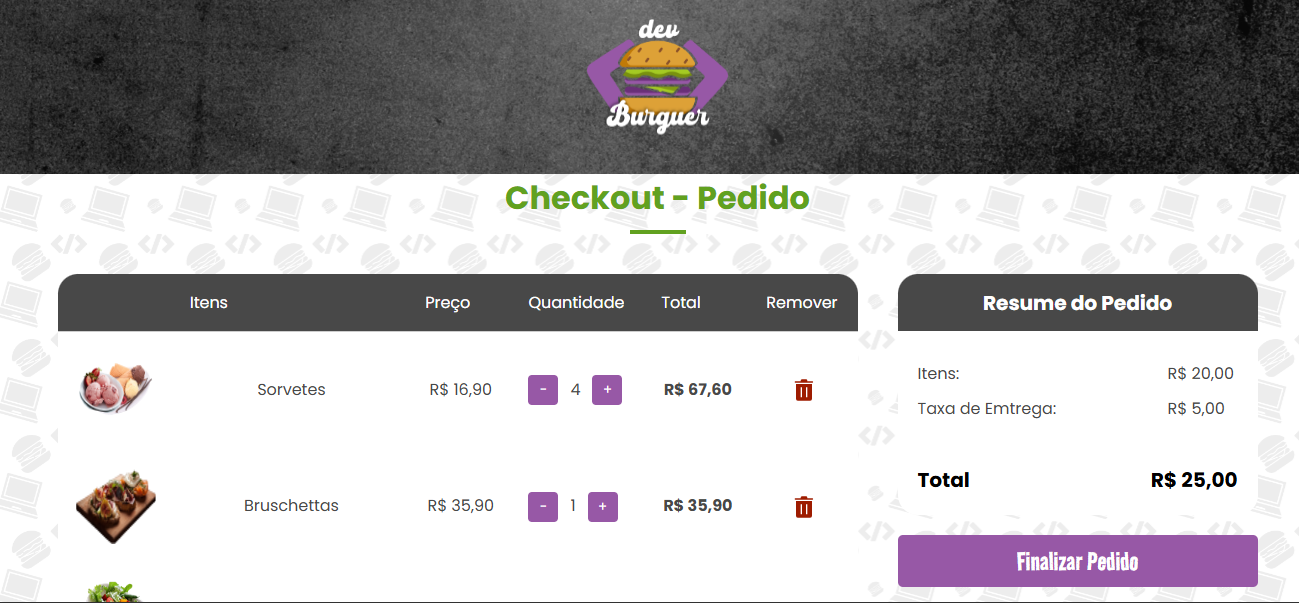 dev
Burguer
Checkout - Pedido
Itens Preço Quantidade Total Remover
Sorvetes R$ 16,90 - 4 + R$ 67,60
Bruschettas R$ 35,90 - 1 + R$ 35,90
Resume do Pedido
Itens: R$ 20,00
Taxa de Emtrega: R$ 5,00
Total R$ 25,00
Finalizar Pedido